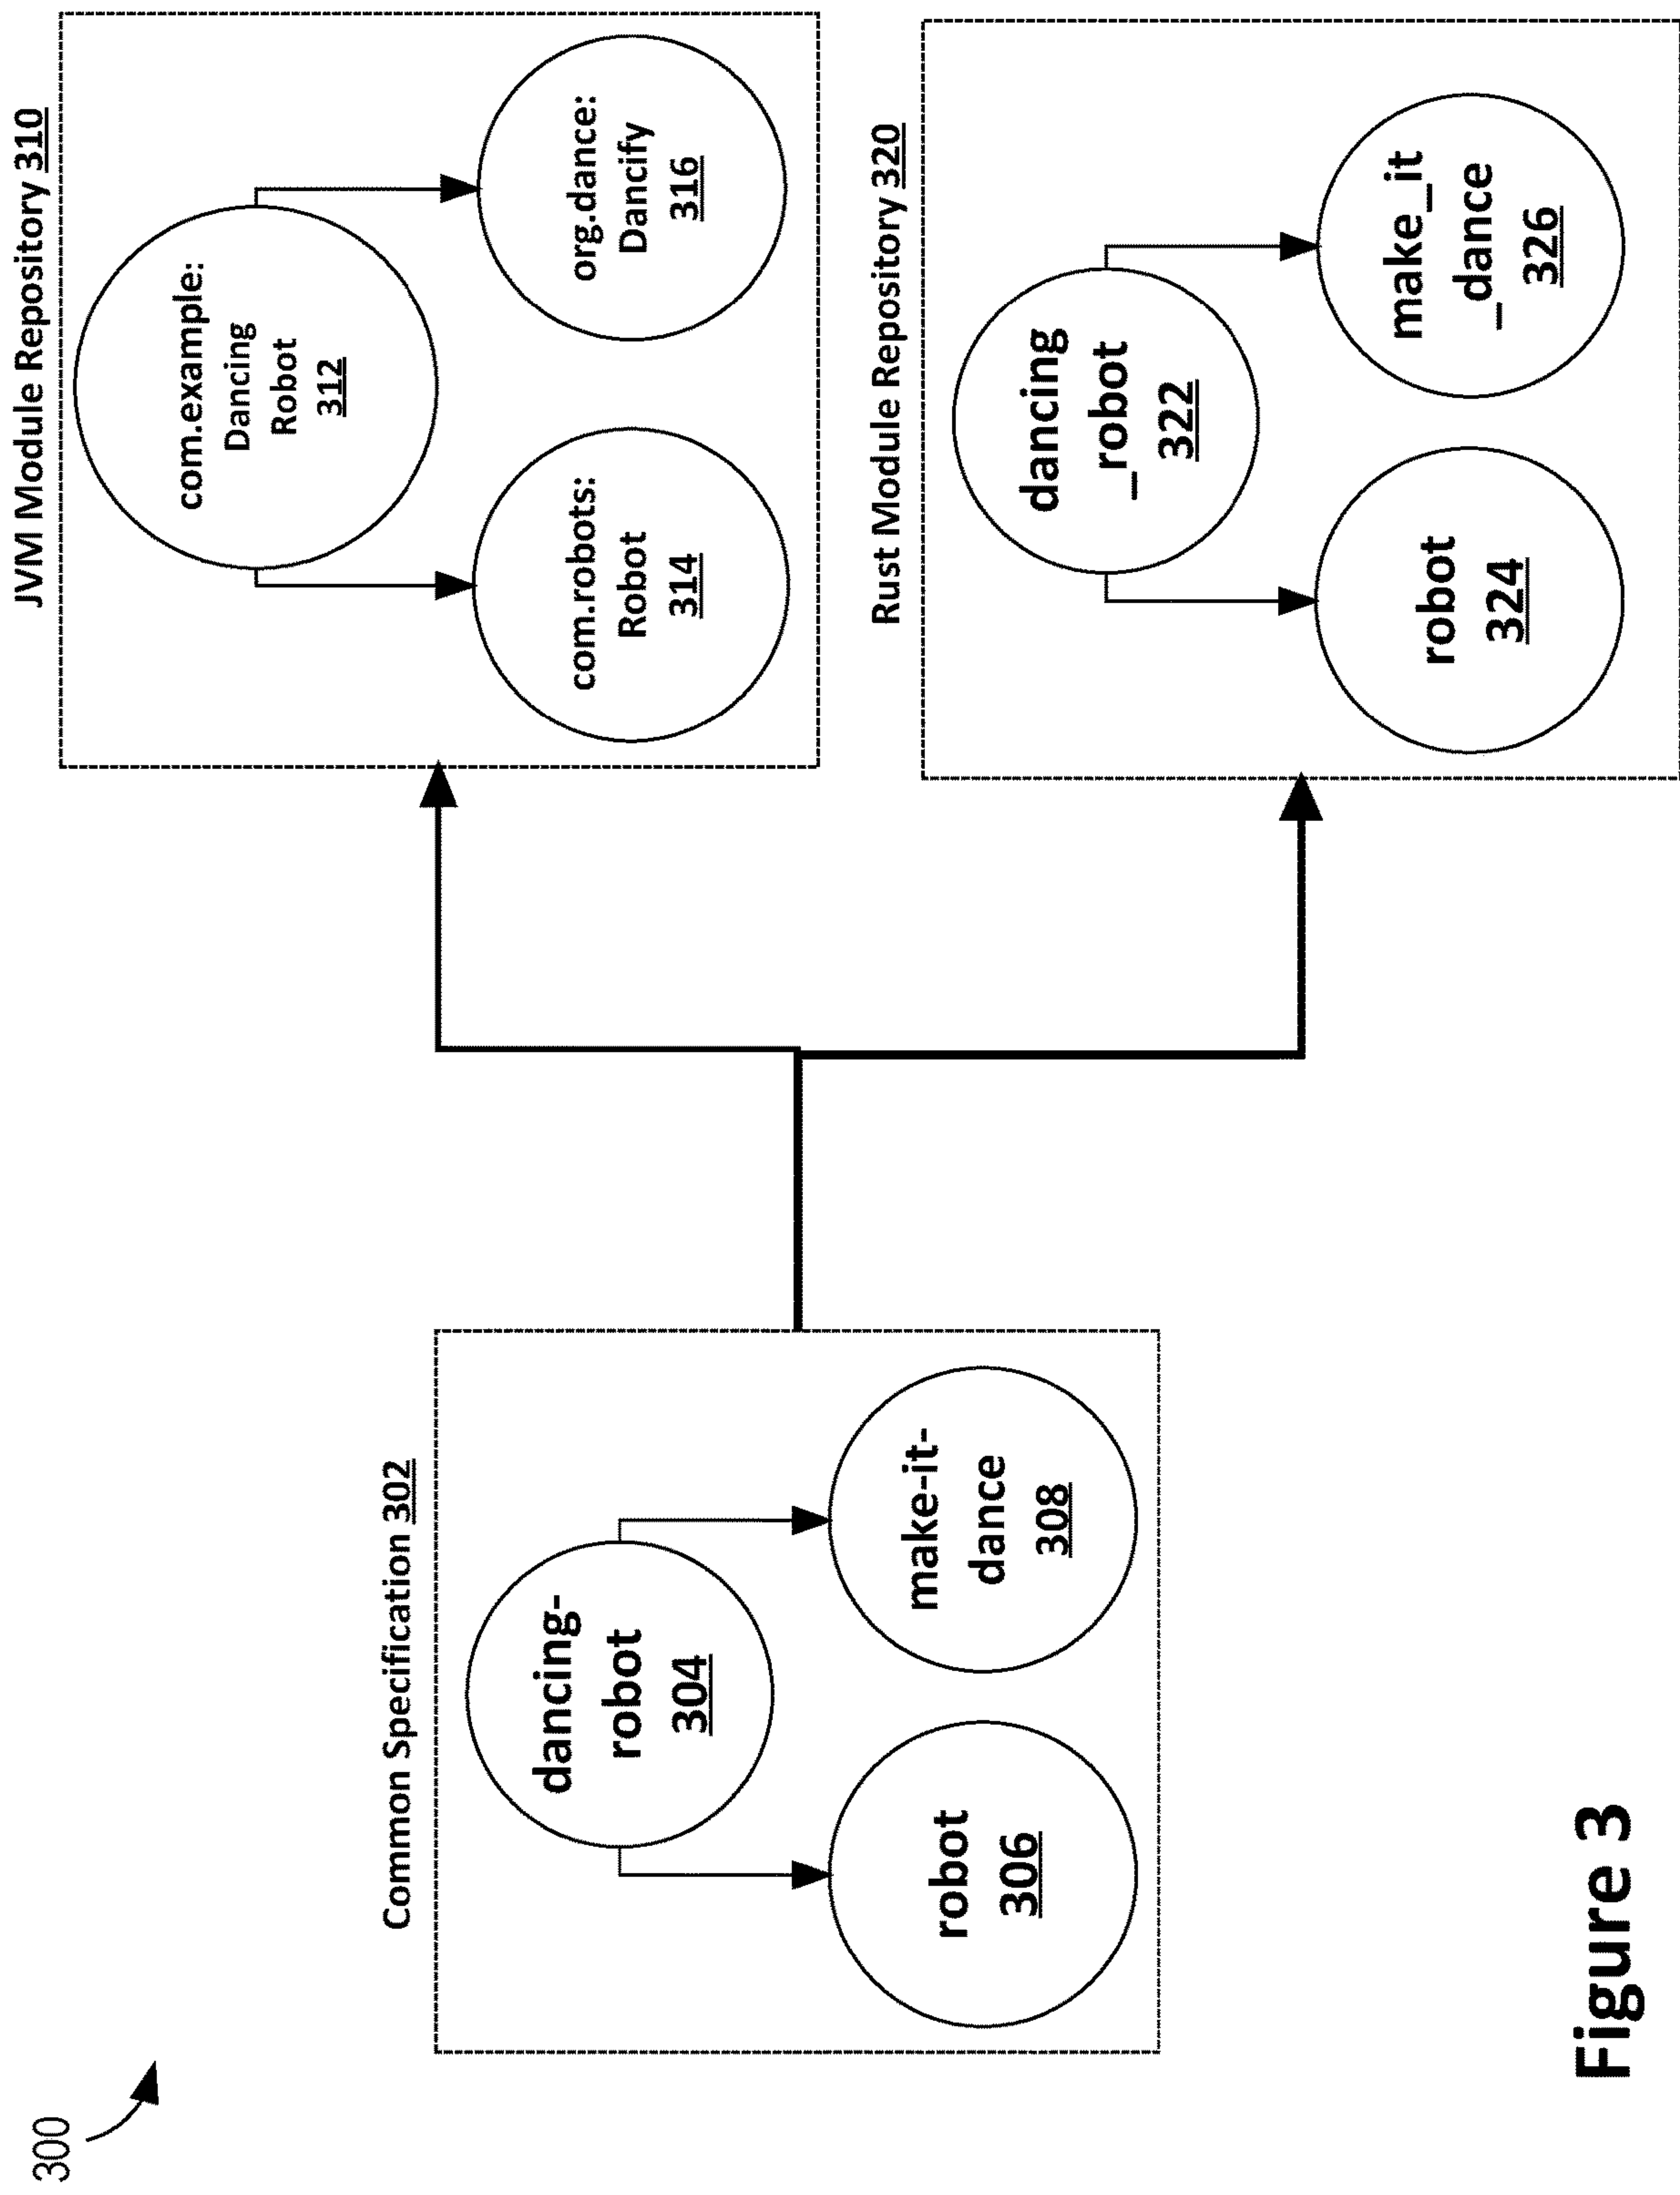 300
Common Specification 302
dancing-
robot
304
robot
306
make-it-
dance
308
JVM Module Repository 310
com.example:
Dancing
Robot
312
com.robots:
Robot
314
org.dance:
Dancify
316
Rust Module Repository 320
dancing
_robot
322
robot
324
make_it
_dance
326
Figure 3